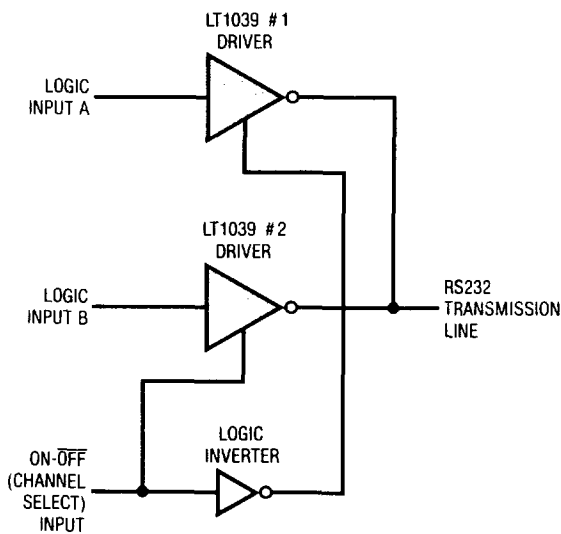 LT1039 #1
DRIVER
LOGIC
INPUT A
LT1039 #2
DRIVER
LOGIC
INPUT B
RS232
TRANSMISSION
LINE
LOGIC
INVERTER
ON-O̅F̅F̅
(CHANNEL
SELECT)
INPUT